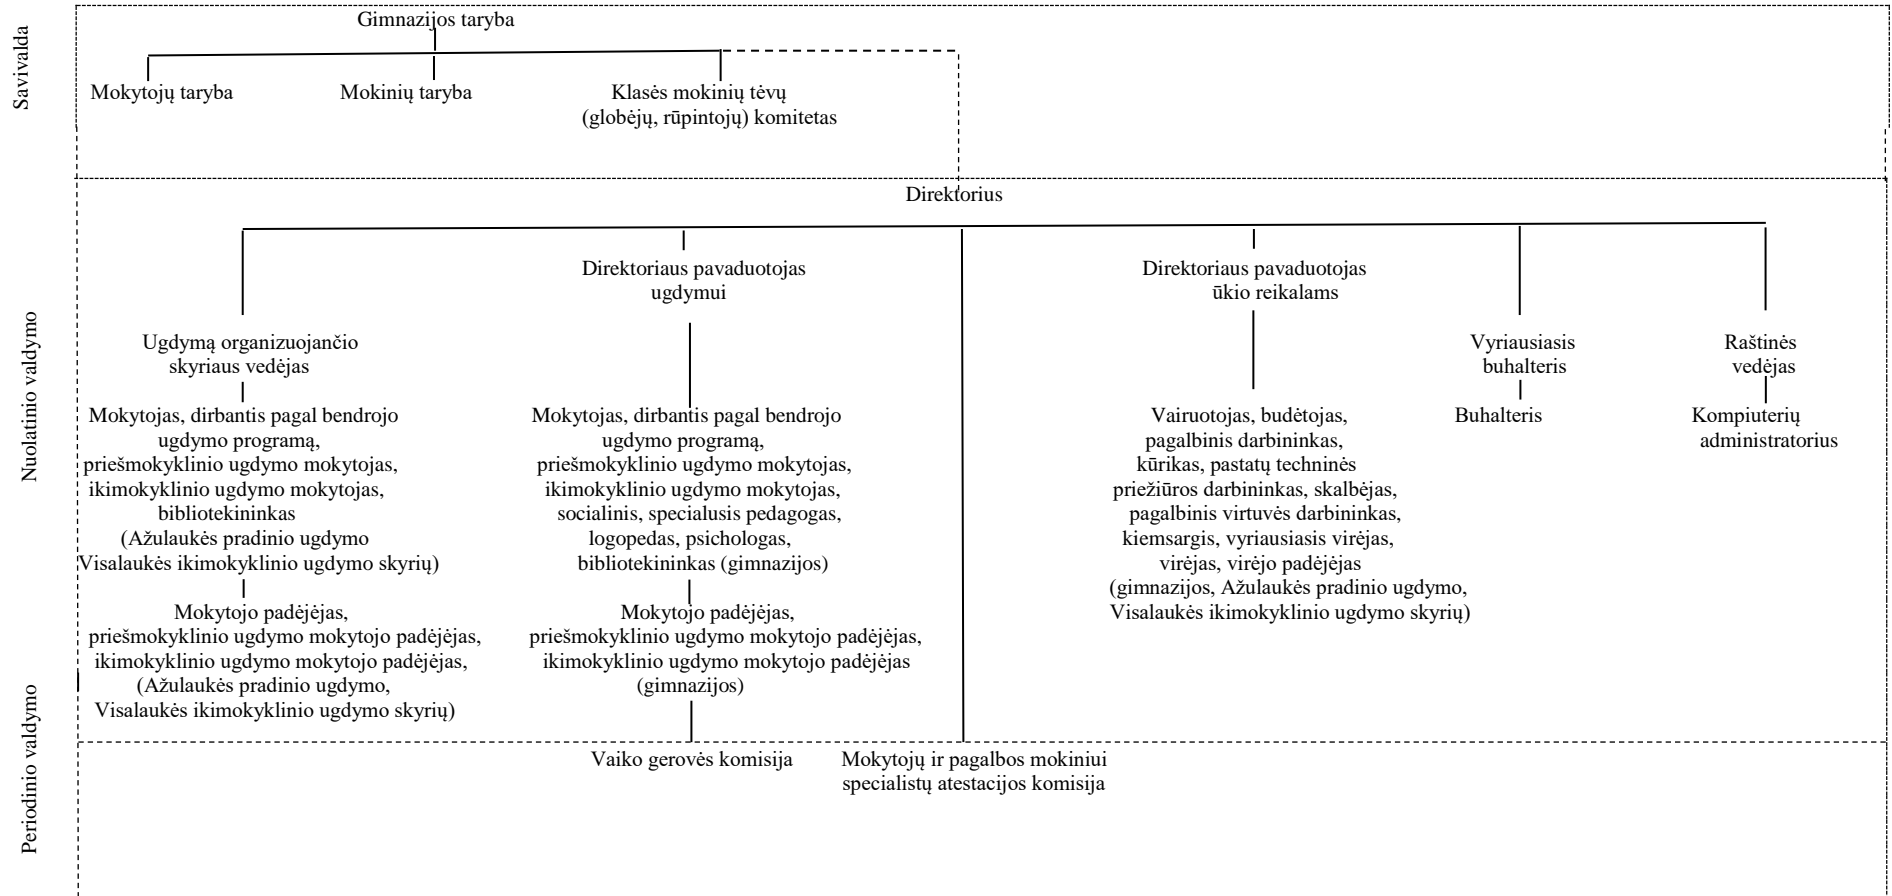 Savivalda
Gimnazijos taryba
Mokytojų taryba
Mokinių taryba
Klasės mokinių tėvų
(globėjų, rūpintojų) komitetas
Nuolatinio valdymo
Direktorius
Ugdymą organizuojančio
skyriaus vedėjas
Mokytojas, dirbantis pagal bendrojo
ugdymo programą,
priešmokyklinio ugdymo mokytojas,
ikimokyklinio ugdymo mokytojas,
bibliotekininkas
(Ažulaukės pradinio ugdymo
Visalaukės ikimokyklinio ugdymo skyrių)
Mokytojo padėjėjas,
priešmokyklinio ugdymo mokytojo padėjėjas,
ikimokyklinio ugdymo mokytojo padėjėjas,
(Ažulaukės pradinio ugdymo,
Visalaukės ikimokyklinio ugdymo skyrių)
Direktoriaus pavaduotojas
ugdymui
Mokytojas, dirbantis pagal bendrojo
ugdymo programą,
priešmokyklinio ugdymo mokytojas,
ikimokyklinio ugdymo mokytojas,
socialinis, specialusis pedagogas,
logopedas, psichologas,
bibliotekininkas (gimnazijos)
Mokytojo padėjėjas,
priešmokyklinio ugdymo mokytojo padėjėjas,
ikimokyklinio ugdymo mokytojo padėjėjas
(gimnazijos)
Direktoriaus pavaduotojas
ūkio reikalams
Vairuotojas, budėtojas,
pagalbinis darbininkas,
kūrikas, pastatų techninės
priežiūros darbininkas, skalbėjas,
pagalbinis virtuvės darbininkas,
kiemsargis, vyriausiasis virėjas,
virėjas, virėjo padėjėjas
(gimnazijos, Ažulaukės pradinio ugdymo,
Visalaukės ikimokyklinio ugdymo skyrių)
Vyriausiasis
buhalteris
Buhalteris
Raštinės
vedėjas
Kompiuterių
administratorius
Periodinio valdymo
Vaiko gerovės komisija
Mokytojų ir pagalbos mokiniui
specialistų atestacijos komisija